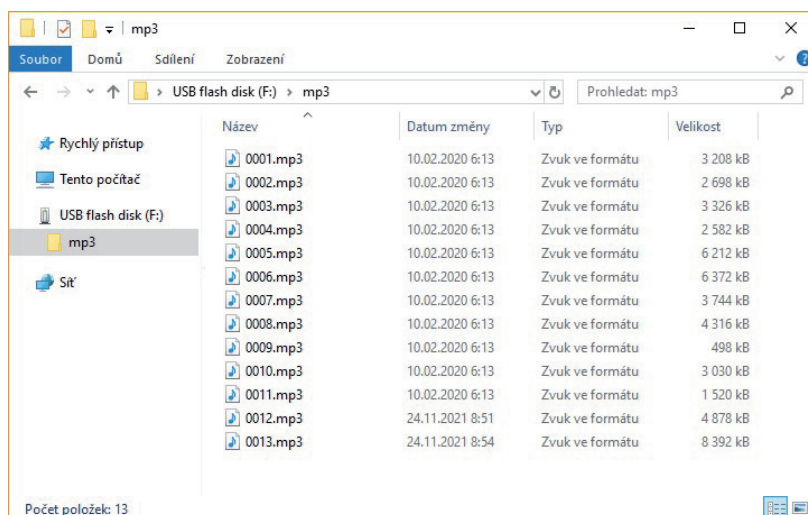 mp3
Soubor Domů Sdílení Zobrazení
USB flash disk (F:) › mp3 Prohledat: mp3
Název Datum změny Typ Velikost
Rychlý přístup
Tento počítač
USB flash disk (F:)
mp3
Síť
0001.mp3 10.02.2020 6:13 Zvuk ve formátu 3 208 kB
0002.mp3 10.02.2020 6:13 Zvuk ve formátu 2 698 kB
0003.mp3 10.02.2020 6:13 Zvuk ve formátu 3 326 kB
0004.mp3 10.02.2020 6:13 Zvuk ve formátu 2 582 kB
0005.mp3 10.02.2020 6:13 Zvuk ve formátu 6 212 kB
0006.mp3 10.02.2020 6:13 Zvuk ve formátu 6 372 kB
0007.mp3 10.02.2020 6:13 Zvuk ve formátu 3 744 kB
0008.mp3 10.02.2020 6:13 Zvuk ve formátu 4 316 kB
0009.mp3 10.02.2020 6:13 Zvuk ve formátu 498 kB
0010.mp3 10.02.2020 6:13 Zvuk ve formátu 3 030 kB
0011.mp3 10.02.2020 6:13 Zvuk ve formátu 1 520 kB
0012.mp3 24.11.2021 8:51 Zvuk ve formátu 4 878 kB
0013.mp3 24.11.2021 8:54 Zvuk ve formátu 8 392 kB
Počet položek: 13